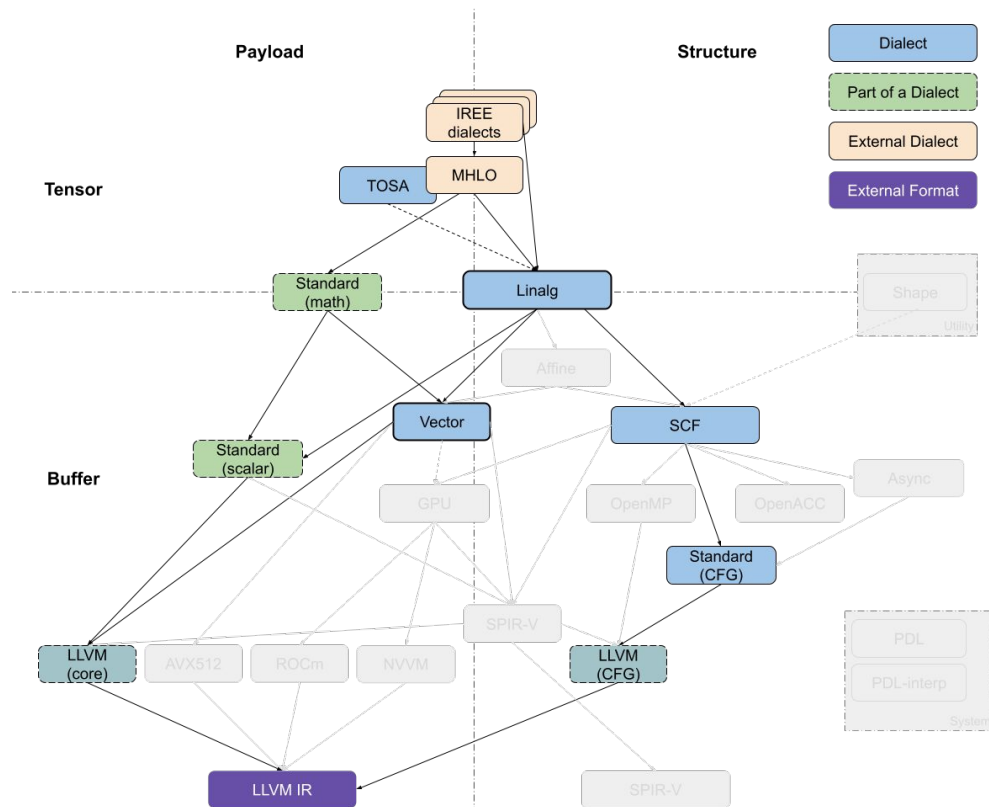 Payload
Structure
Dialect
Part of a Dialect
External Dialect
External Format
IREE
dialects
MHLO
TOSA
Tensor
Standard
(math)
Linalg
Shape
Utility
Affine
Vector
SCF
Standard
(scalar)
Buffer
GPU
OpenMP
OpenACC
Async
Standard
(CFG)
SPIR-V
LLVM
(core)
AVX512
ROCm
NVVM
LLVM
(CFG)
PDL
PDL-interp
System
LLVM IR
SPIR-V